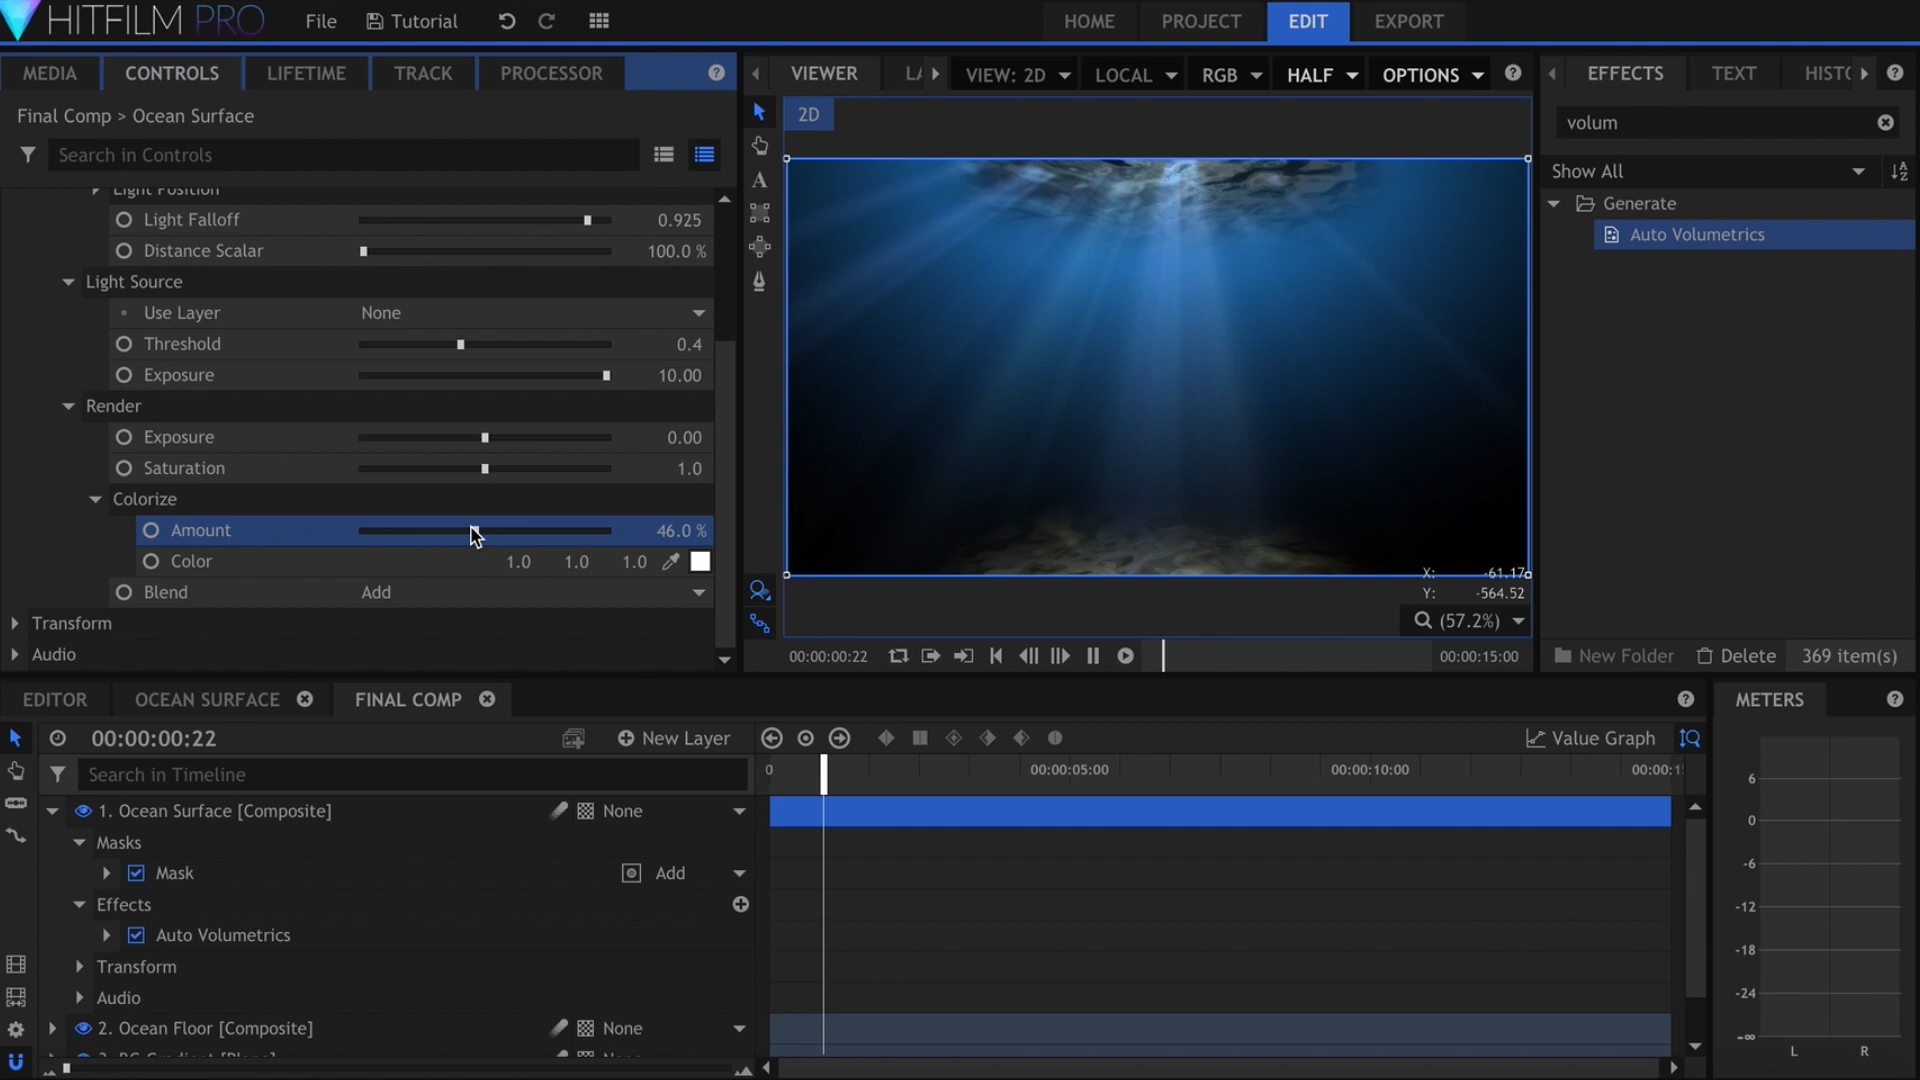 HITFILM PRO File Tutorial HOME PROJECT EDIT EXPORT
MEDIA CONTROLS LIFETIME TRACK PROCESSOR
Final Comp > Ocean Surface
Search in Controls
Light Position
Light Falloff 0.925
Distance Scalar 100.0 %
Light Source
Use Layer None
Threshold 0.4
Exposure 10.00
Render
Exposure 0.00
Saturation 1.0
Colorize
Amount 46.0 %
Color 1.0 1.0 1.0
Blend Add
Transform
Audio
VIEWER LA VIEW: 2D LOCAL RGB HALF OPTIONS
2D
X: -61.17
Y: -564.52
(57.2%)
00:00:00:22 00:00:15:00
EFFECTS TEXT HISTO
volum
Show All
Generate
Auto Volumetrics
New Folder Delete 369 item(s)
EDITOR OCEAN SURFACE FINAL COMP
00:00:00:22 New Layer Value Graph
Search in Timeline
0 00:00:05:00 00:00:10:00 00:00:1
1. Ocean Surface [Composite] None
Masks
Mask Add
Effects
Auto Volumetrics
Transform
Audio
2. Ocean Floor [Composite] None
METERS
6
0
-6
-12
-18
-24
-∞
L R